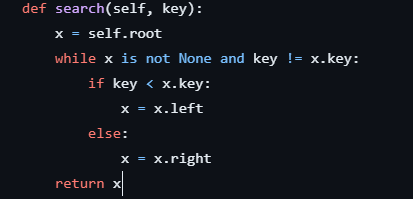 def search(self, key):
    x = self.root
    while x is not None and key != x.key:
        if key < x.key:
            x = x.left
        else:
            x = x.right
    return x